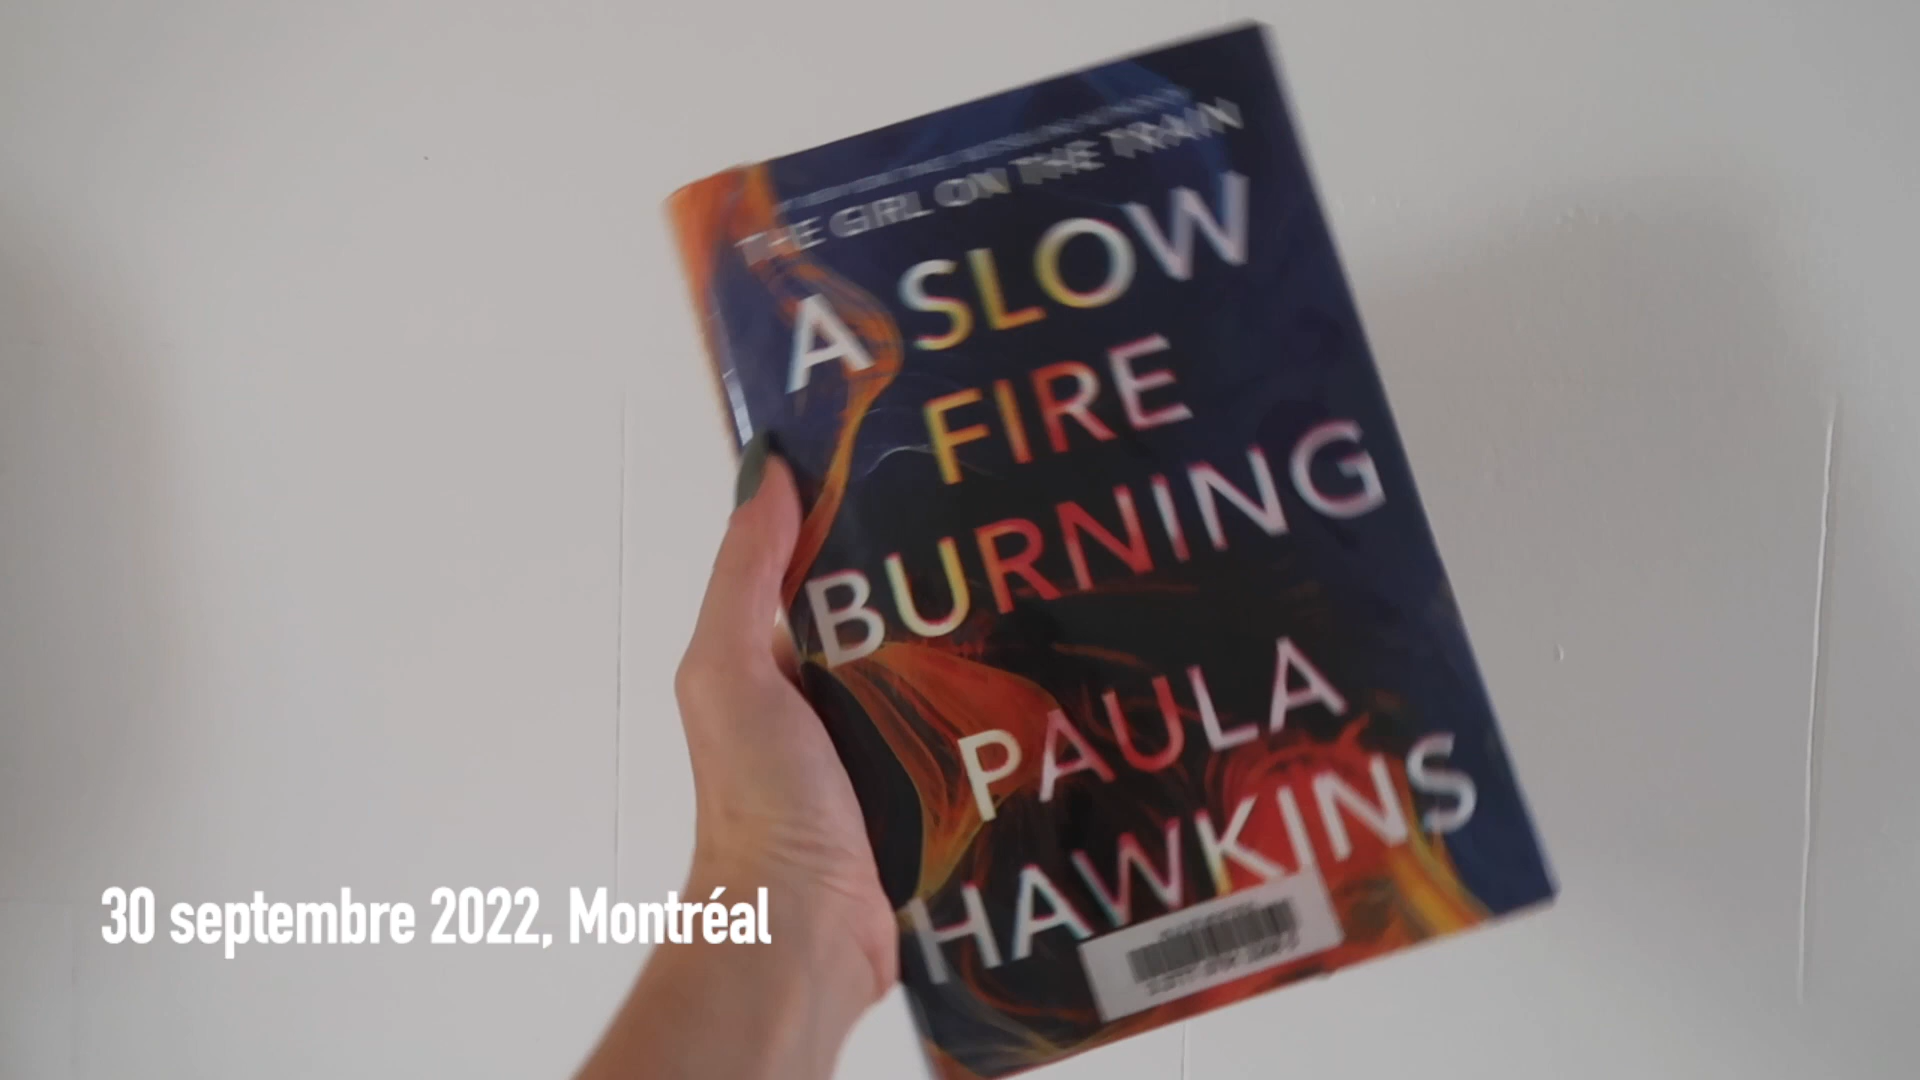 THE GIRL ON THE TRAIN
A SLOW
FIRE
BURNING
PAULA
HAWKINS
30 septembre 2022, Montréal